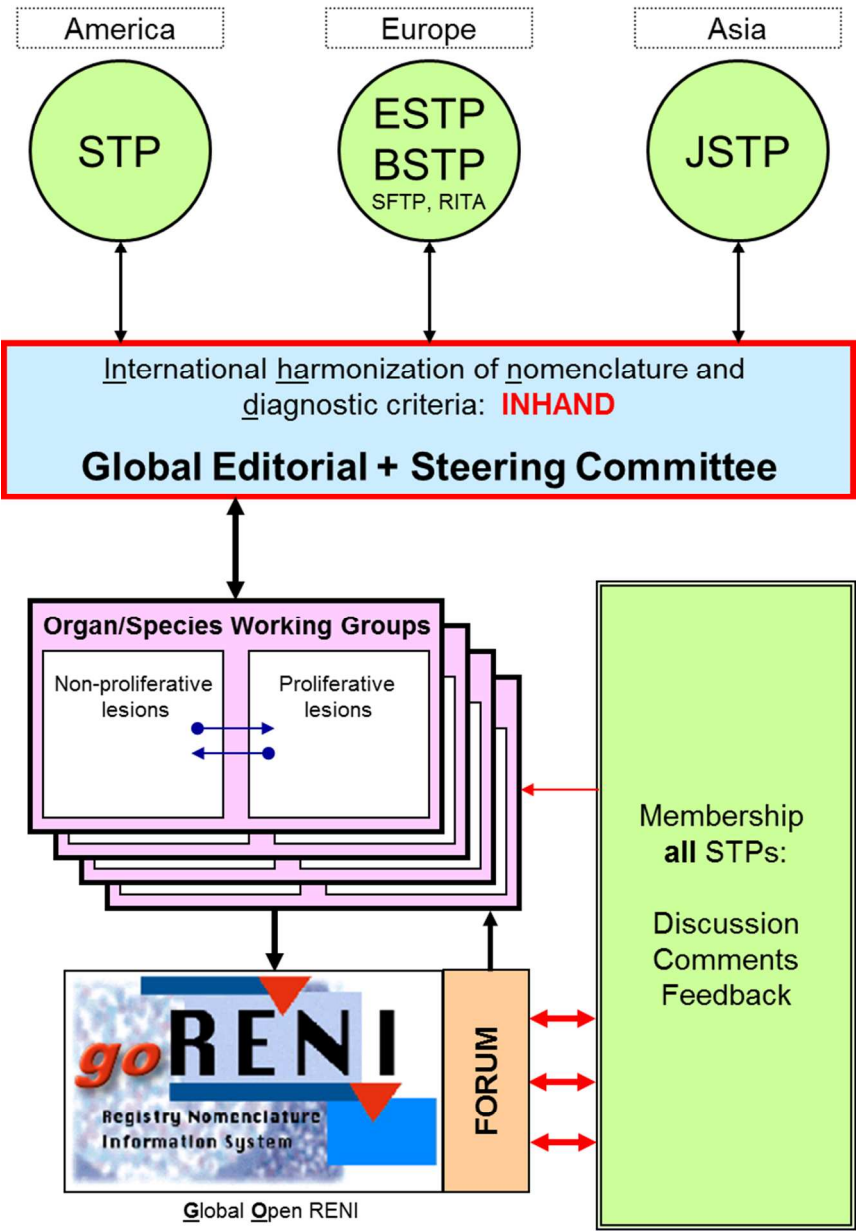 America
Europe
Asia
STP
ESTP
BSTP
SFTP, RITA
JSTP
International harmonization of nomenclature and
diagnostic criteria: INHAND
Global Editorial + Steering Committee
Organ/Species Working Groups
Non-proliferative
lesions
Proliferative
lesions
Membership
all STPs:
Discussion
Comments
Feedback
goRENI
Registry Nomenclature
Information System
FORUM
Global Open RENI